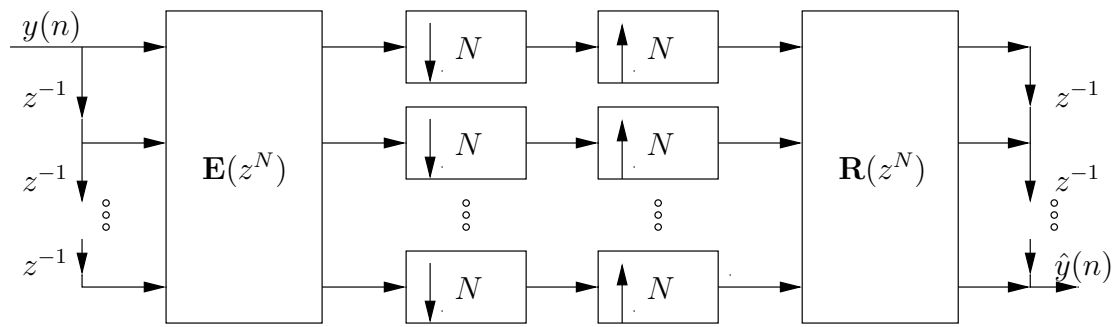 y(n)
N
N
z^{-1}
z^{-1}
N
N
E(z^N)
R(z^N)
z^{-1}
z^{-1}
z^{-1}
N
N
ŷ(n)